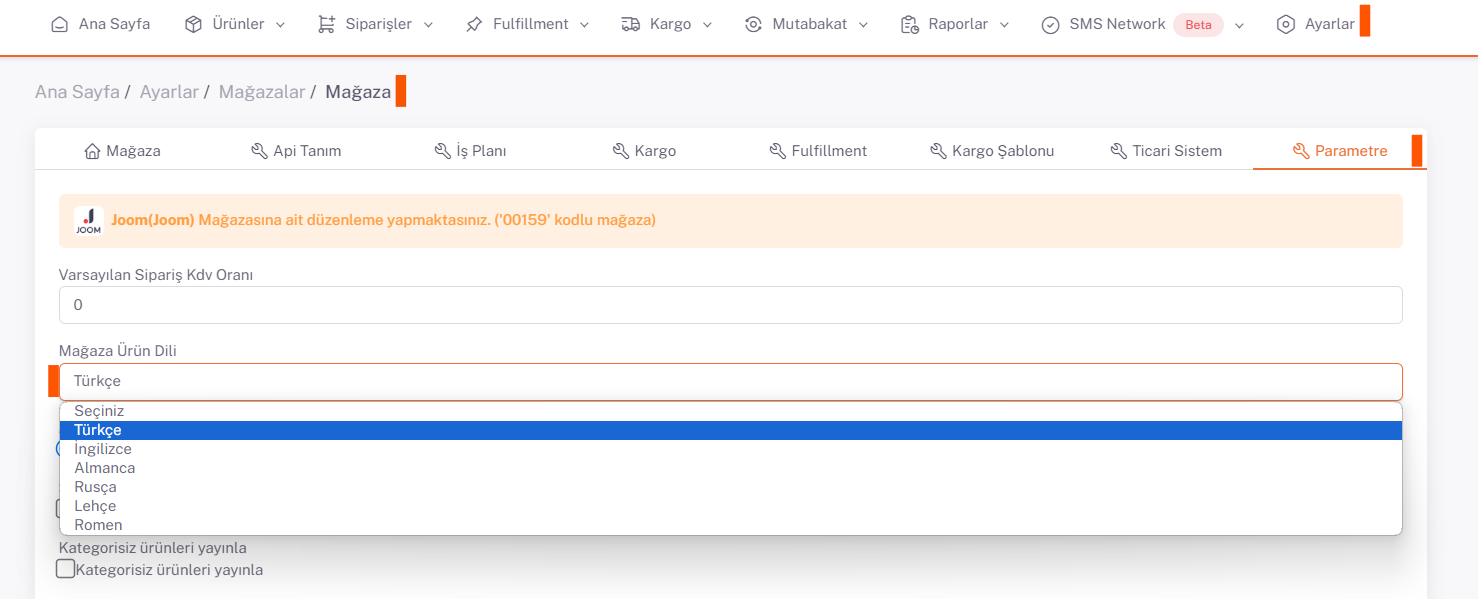 Ana Sayfa Ürünler Siparişler Fulfillment Kargo Mutabakat Raporlar SMS Network Beta Ayarlar
Ana Sayfa / Ayarlar / Mağazalar / Mağaza
Mağaza Api Tanım İş Planı Kargo Fulfillment Kargo Şablonu Ticari Sistem Parametre
JOOM Joom(Joom) Mağazasına ait düzenleme yapmaktasınız. ('00159' kodlu mağaza)
Varsayılan Sipariş Kdv Oranı
0
Mağaza Ürün Dili
Türkçe
Seçiniz
Türkçe
İngilizce
Almanca
Rusça
Lehçe
Romen
Kategorisiz ürünleri yayınla
Kategorisiz ürünleri yayınla